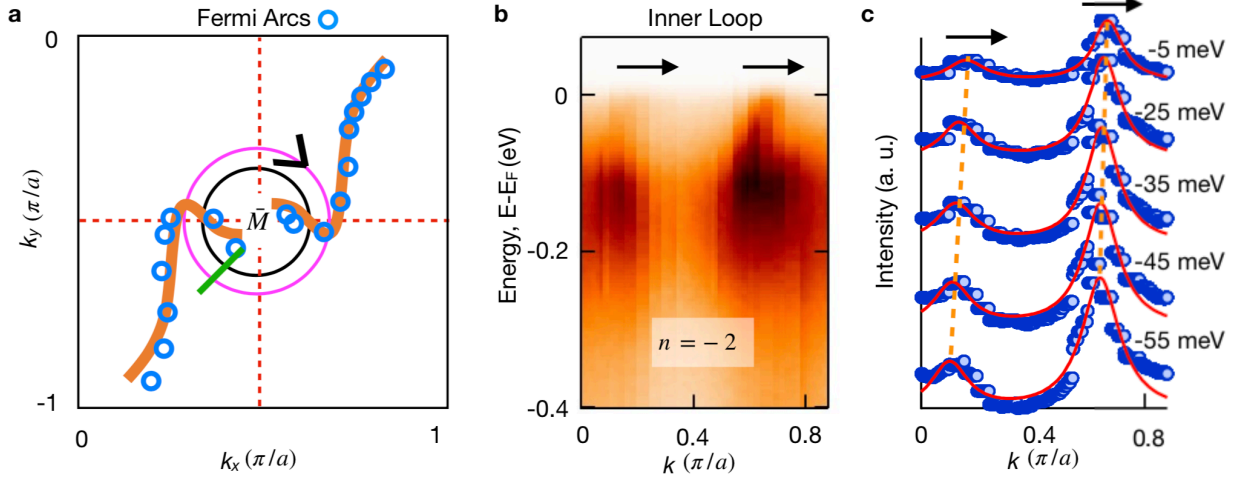 a
Fermi Arcs
0
-1
k_y (π/a)
M̄
0
1
k_x (π/a)
b
Inner Loop
Energy, E-E_F (eV)
0
-0.2
-0.4
n = - 2
0
0.4
0.8
k (π/a)
c
Intensity (a. u.)
-5 meV
-25 meV
-35 meV
-45 meV
-55 meV
0
0.4
0.8
k (π/a)